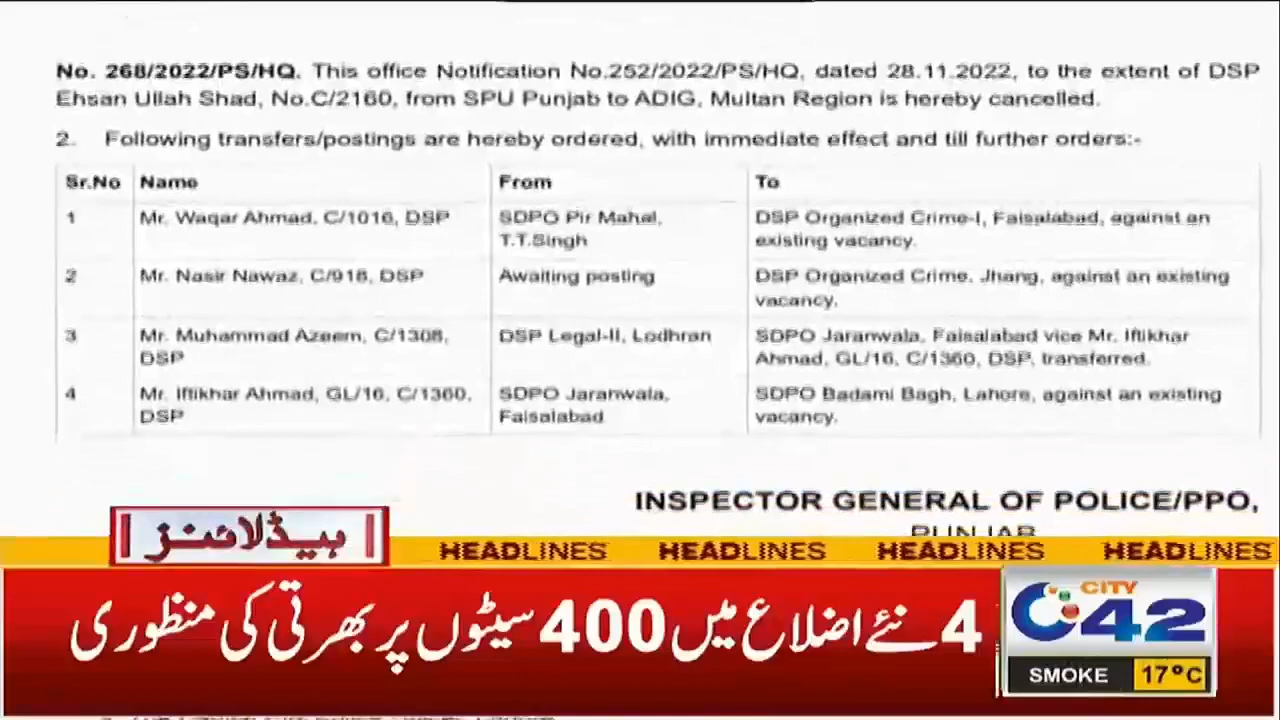 No. 268/2022/PS/HQ. This office Notification No.252/2022/PS/HQ, dated 28.11.2022, to the extent of DSP
Ehsan Ullah Shad, No.C/2160, from SPU Punjab to ADIG, Multan Region is hereby cancelled.
2. Following transfers/postings are hereby ordered, with immediate effect and till further orders:-
Sr.No Name From To
1 Mr. Waqar Ahmad, C/1016, DSP SDPO Pir Mahal, DSP Organized Crime-I, Faisalabad, against an
T.T.Singh existing vacancy.
2 Mr. Nasir Nawaz, C/918, DSP Awaiting posting DSP Organized Crime, Jhang, against an existing
vacancy.
3 Mr. Muhammad Azeem, C/1308, DSP Legal-II, Lodhran SDPO Jaranwala, Faisalabad vice Mr. Iftikhar
DSP Ahmad, GL/16, C/1360, DSP, transferred.
4 Mr. Iftikhar Ahmad, GL/16, C/1360, SDPO Jaranwala, SDPO Badami Bagh, Lahore, against an existing
DSP Faisalabad vacancy.
INSPECTOR GENERAL OF POLICE/PPO,
PUNJAB
ہیڈلائنز
HEADLINES HEADLINES HEADLINES HEADLINES
4 نئے اضلاع میں 400 سیٹوں پر بھرتی کی منظوری
CITY
42
SMOKE 17°C